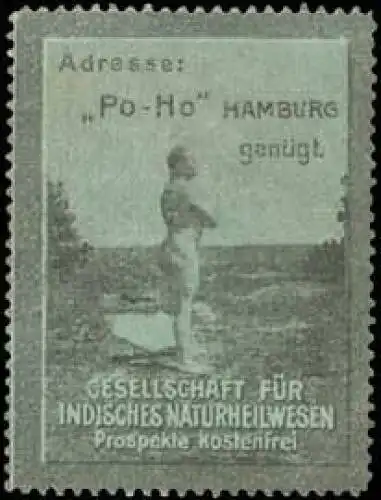 Adresse:
„Po-Ho" HAMBURG
genügt.
GESELLSCHAFT FÜR
INDISCHES NATURHEILWESEN
Prospekte kostenfrei